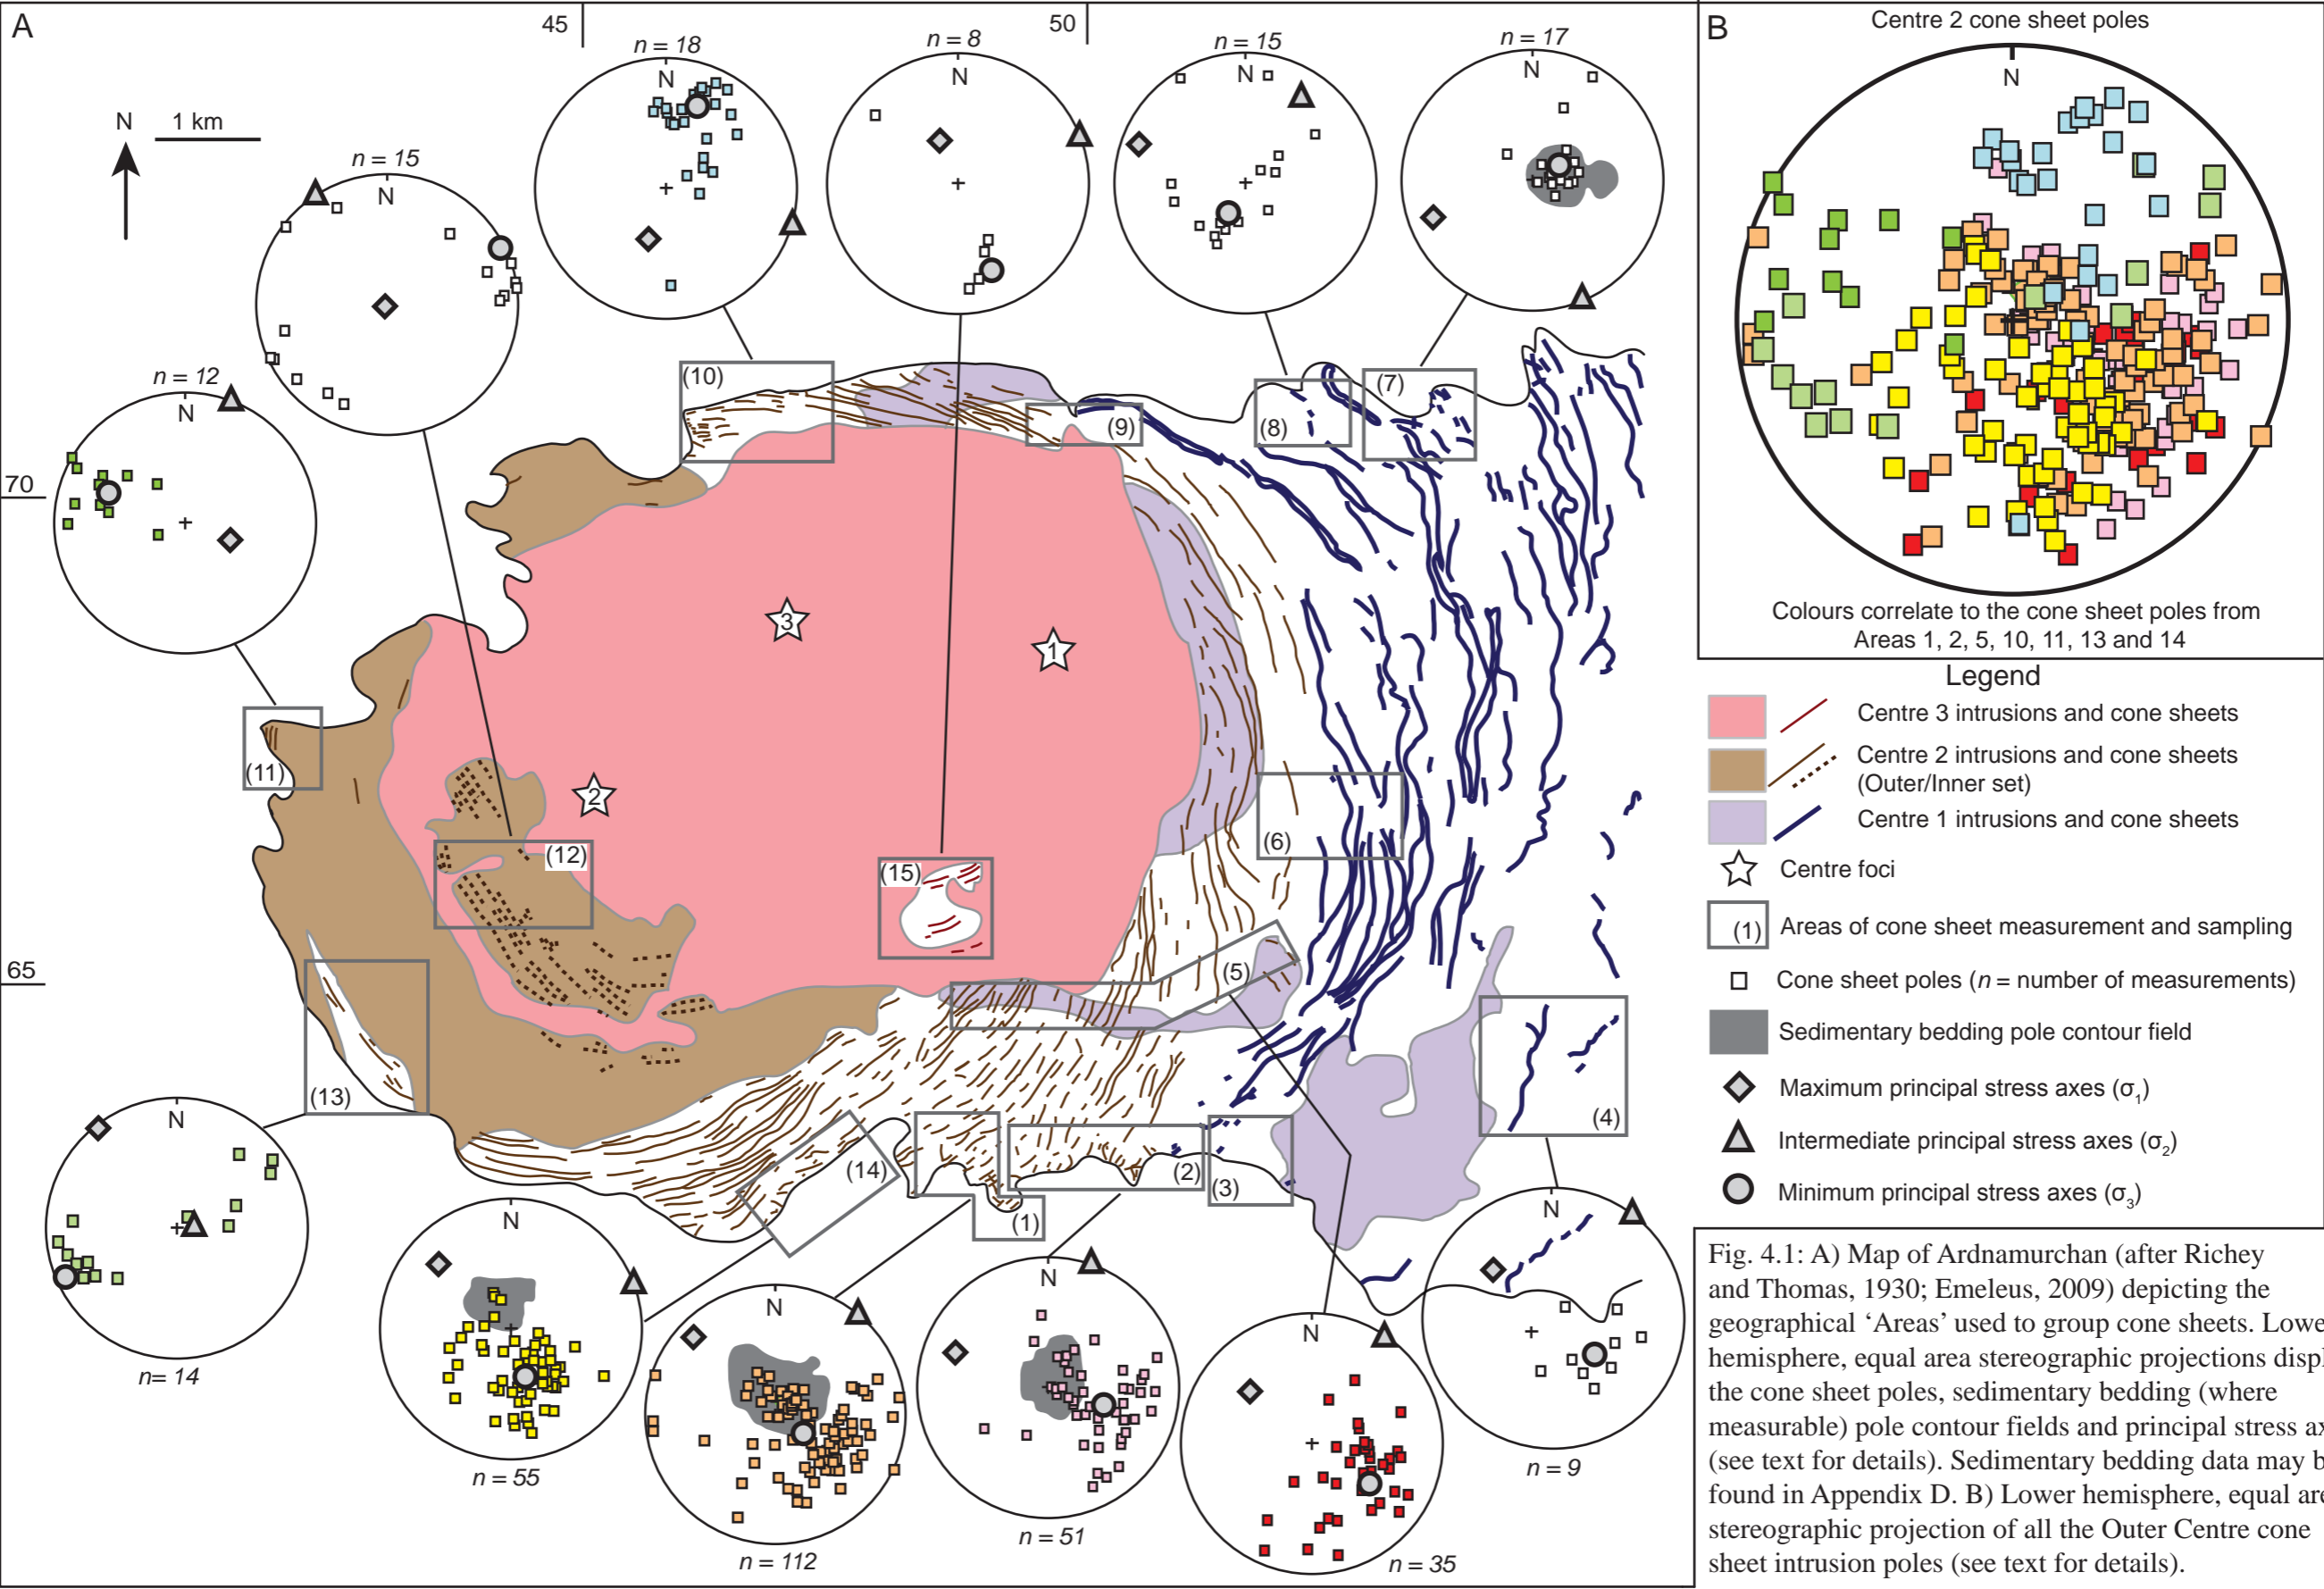 A
45
50
n = 18
N
n = 8
N
n = 15
N
n = 17
N
N
1 km
n = 15
N
n = 12
N
70
65
(10)
(9)
(8)
(7)
3
1
2
(11)
(12)
(15)
(6)
(5)
(13)
(4)
(14)
(2)
(3)
(1)
N
n= 14
N
n = 55
N
n = 112
N
n = 51
N
n = 35
N
n = 9
B
Centre 2 cone sheet poles
N
Colours correlate to the cone sheet poles from
Areas 1, 2, 5, 10, 11, 13 and 14
Legend
Centre 3 intrusions and cone sheets
Centre 2 intrusions and cone sheets
(Outer/Inner set)
Centre 1 intrusions and cone sheets
Centre foci
(1) Areas of cone sheet measurement and sampling
Cone sheet poles (n = number of measurements)
Sedimentary bedding pole contour field
Maximum principal stress axes (σ₁)
Intermediate principal stress axes (σ₂)
Minimum principal stress axes (σ₃)
Fig. 4.1: A) Map of Ardnamurchan (after Richey
and Thomas, 1930; Emeleus, 2009) depicting the
geographical ‘Areas’ used to group cone sheets. Lowe
hemisphere, equal area stereographic projections displ
the cone sheet poles, sedimentary bedding (where
measurable) pole contour fields and principal stress ax
(see text for details). Sedimentary bedding data may b
found in Appendix D. B) Lower hemisphere, equal are
stereographic projection of all the Outer Centre cone
sheet intrusion poles (see text for details).